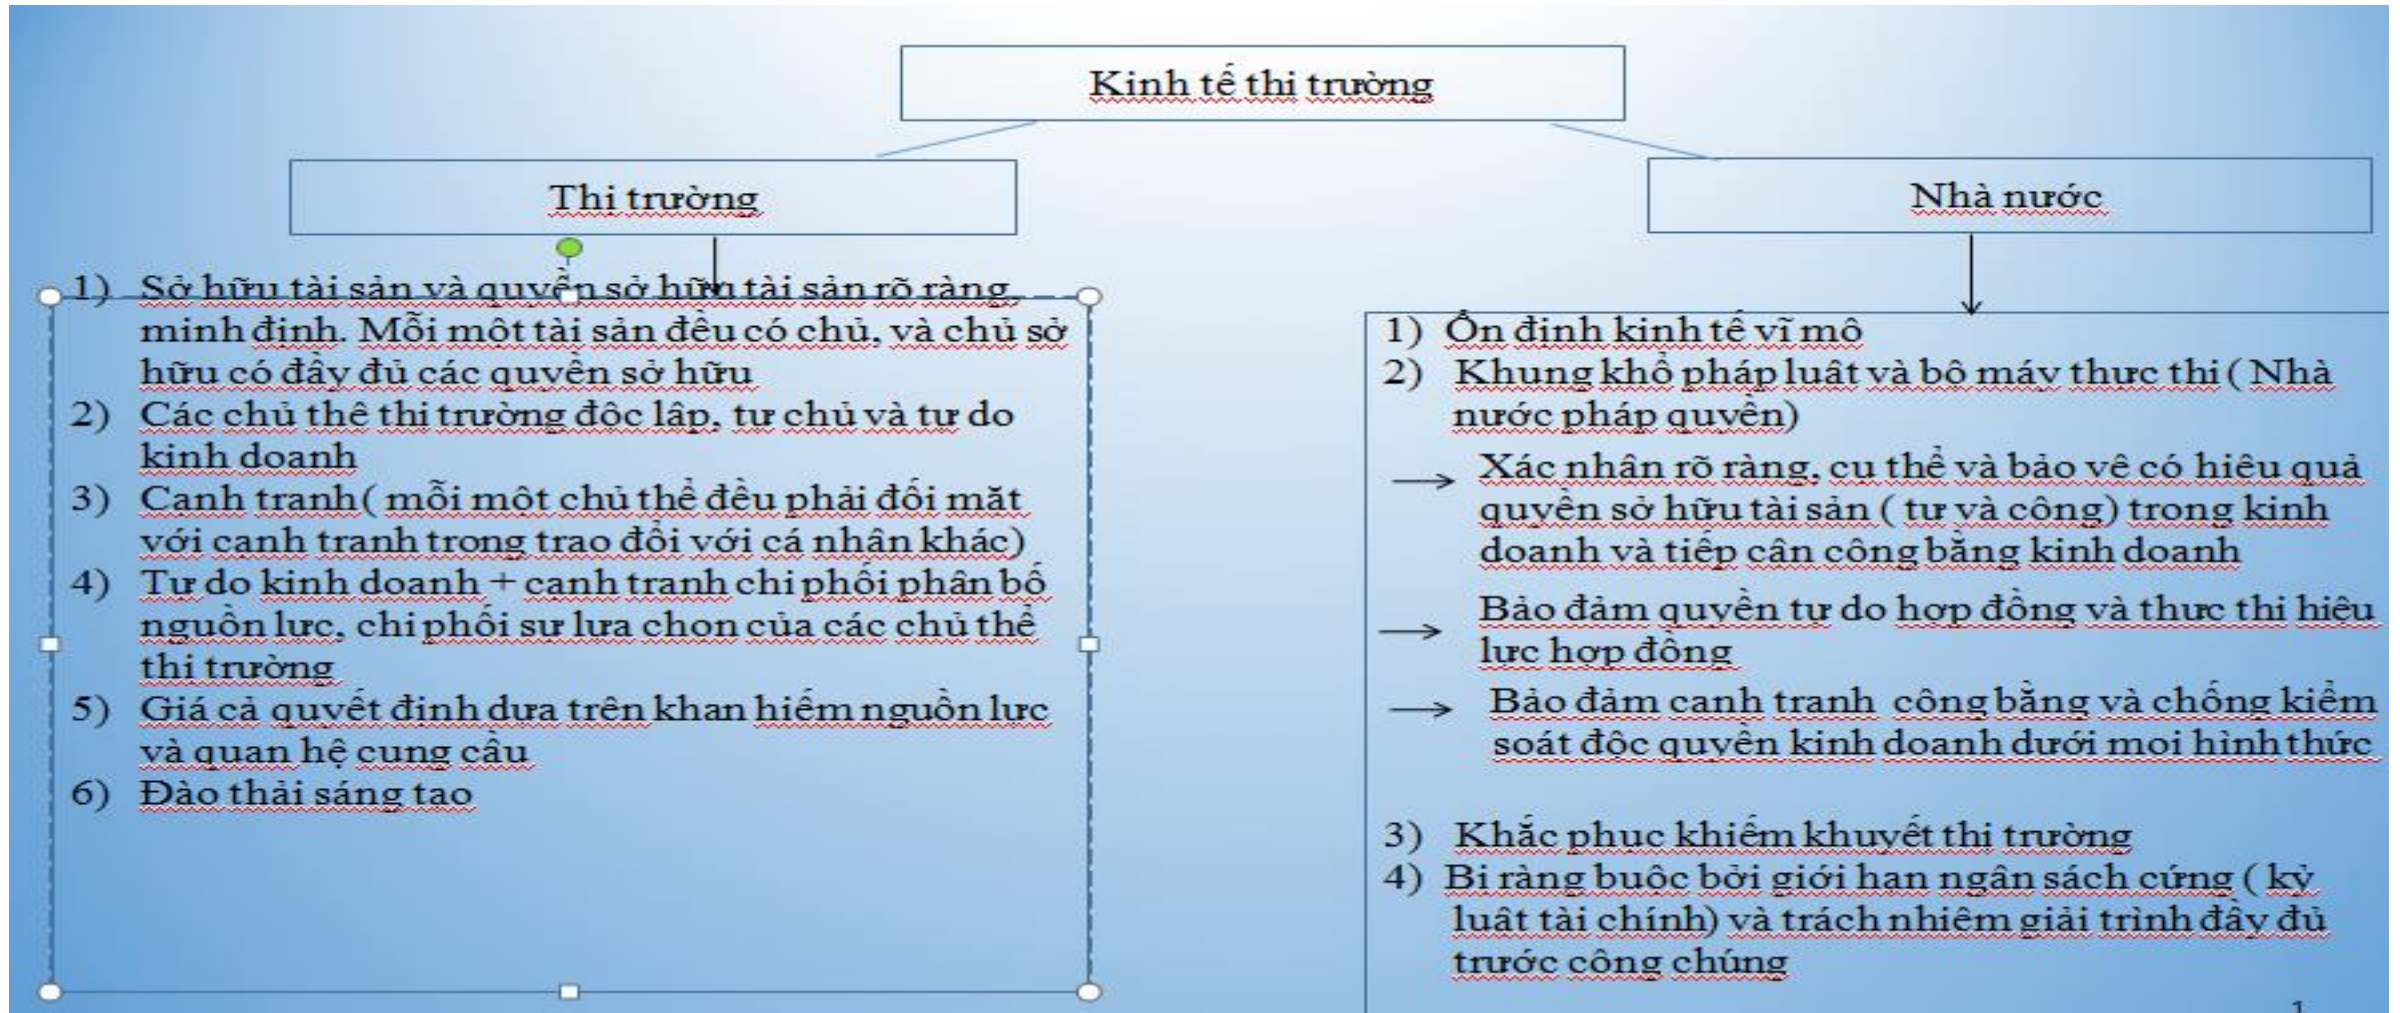 Kinh tế thị trường
Thị trường
Nhà nước
1) Sở hữu tài sản và quyền sở hữu tài sản rõ ràng,
minh định. Mỗi một tài sản đều có chủ, và chủ sở
hữu có đầy đủ các quyền sở hữu
2) Các chủ thể thị trường độc lập, tự chủ và tự do
kinh doanh
3) Cạnh tranh( mỗi một chủ thể đều phải đối mặt
với cạnh tranh trong trao đổi với cá nhân khác)
4) Tự do kinh doanh + cạnh tranh chi phối phân bổ
nguồn lực, chi phối sự lựa chọn của các chủ thể
thị trường
5) Giá cả quyết định dựa trên khan hiếm nguồn lực
và quan hệ cung cầu
6) Đào thải sáng tạo
1) Ổn định kinh tế vĩ mô
2) Khung khổ pháp luật và bộ máy thực thi ( Nhà
nước pháp quyền)
Xác nhận rõ ràng, cụ thể và bảo vệ có hiệu quả
quyền sở hữu tài sản ( tư và công) trong kinh
doanh và tiếp cận công bằng kinh doanh
Bảo đảm quyền tự do hợp đồng và thực thi hiệu
lực hợp đồng
Bảo đảm cạnh tranh công bằng và chống kiểm
soát độc quyền kinh doanh dưới mọi hình thức
3) Khắc phục khiếm khuyết thị trường
4) Bị ràng buộc bởi giới hạn ngân sách cứng ( kỷ
luật tài chính) và trách nhiệm giải trình đầy đủ
trước công chúng
1